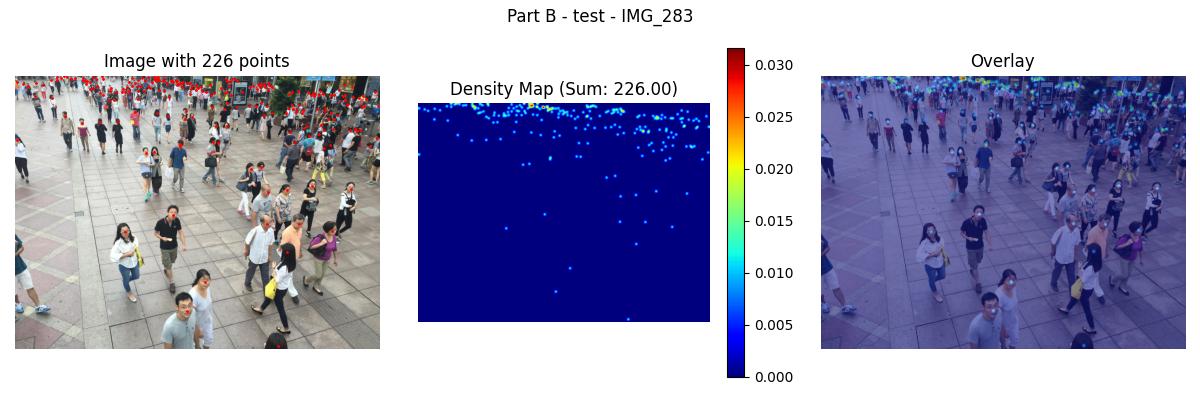 Part B - test - IMG_283
Image with 226 points
Density Map (Sum: 226.00)
Overlay
0.030
0.025
0.020
0.015
0.010
0.005
0.000